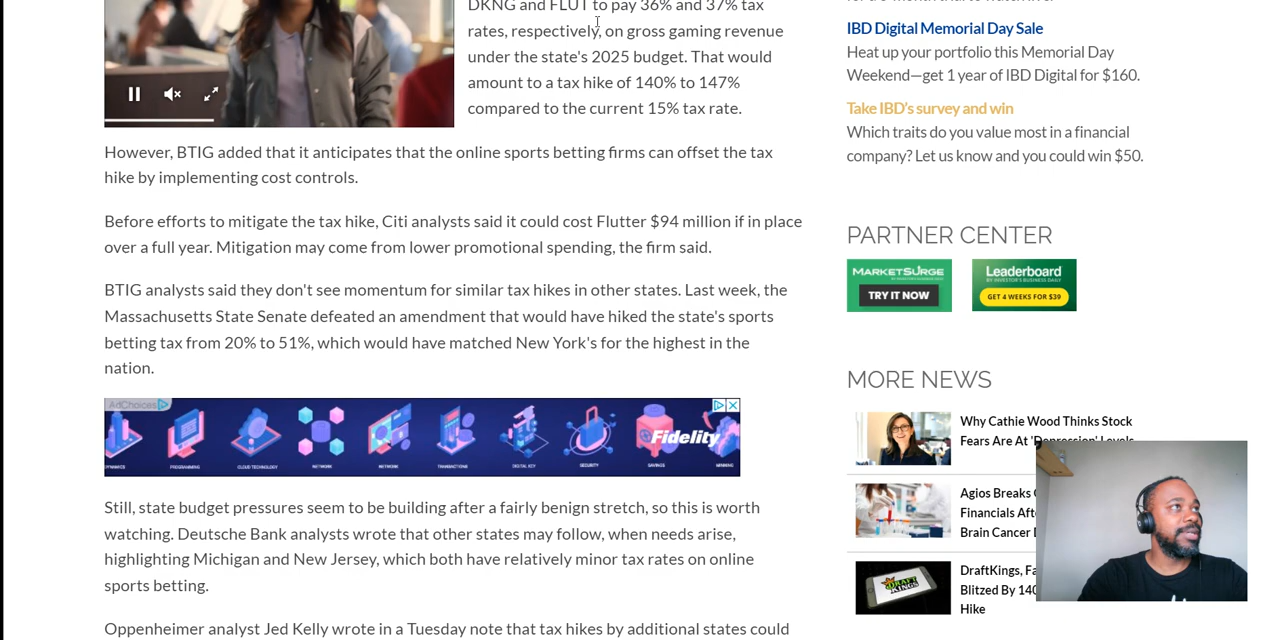 DKNG and FLUT to pay 36% and 37% tax
rates, respectively, on gross gaming revenue
under the state's 2025 budget. That would
amount to a tax hike of 140% to 147%
compared to the current 15% tax rate.
However, BTIG added that it anticipates that the online sports betting firms can offset the tax
hike by implementing cost controls.
Before efforts to mitigate the tax hike, Citi analysts said it could cost Flutter $94 million if in place
over a full year. Mitigation may come from lower promotional spending, the firm said.
BTIG analysts said they don't see momentum for similar tax hikes in other states. Last week, the
Massachusetts State Senate defeated an amendment that would have hiked the state's sports
betting tax from 20% to 51%, which would have matched New York's for the highest in the
nation.
AdChoices
PROGRAMMING
CLOUD TECHNOLOGY
NETWORK
NETWORK
TRANSACTIONS
DIGITAL KEY
SECURITY
SAVINGS
Fidelity
Still, state budget pressures seem to be building after a fairly benign stretch, so this is worth
watching. Deutsche Bank analysts wrote that other states may follow, when needs arise,
highlighting Michigan and New Jersey, which both have relatively minor tax rates on online
sports betting.
Oppenheimer analyst Jed Kelly wrote in a Tuesday note that tax hikes by additional states could
IBD Digital Memorial Day Sale
Heat up your portfolio this Memorial Day
Weekend—get 1 year of IBD Digital for $160.
Take IBD's survey and win
Which traits do you value most in a financial
company? Let us know and you could win $50.
PARTNER CENTER
MARKETSURGE
TRY IT NOW
Leaderboard
BY INVESTOR'S BUSINESS DAILY
GET 4 WEEKS FOR $39
MORE NEWS
Why Cathie Wood Thinks Stock
Fears Are At 'Depression' Levels
Agios Breaks
Financials Aft
Brain Cancer
DRAFT
KINGS
DraftKings, Fa
Blitzed By 140
Hike